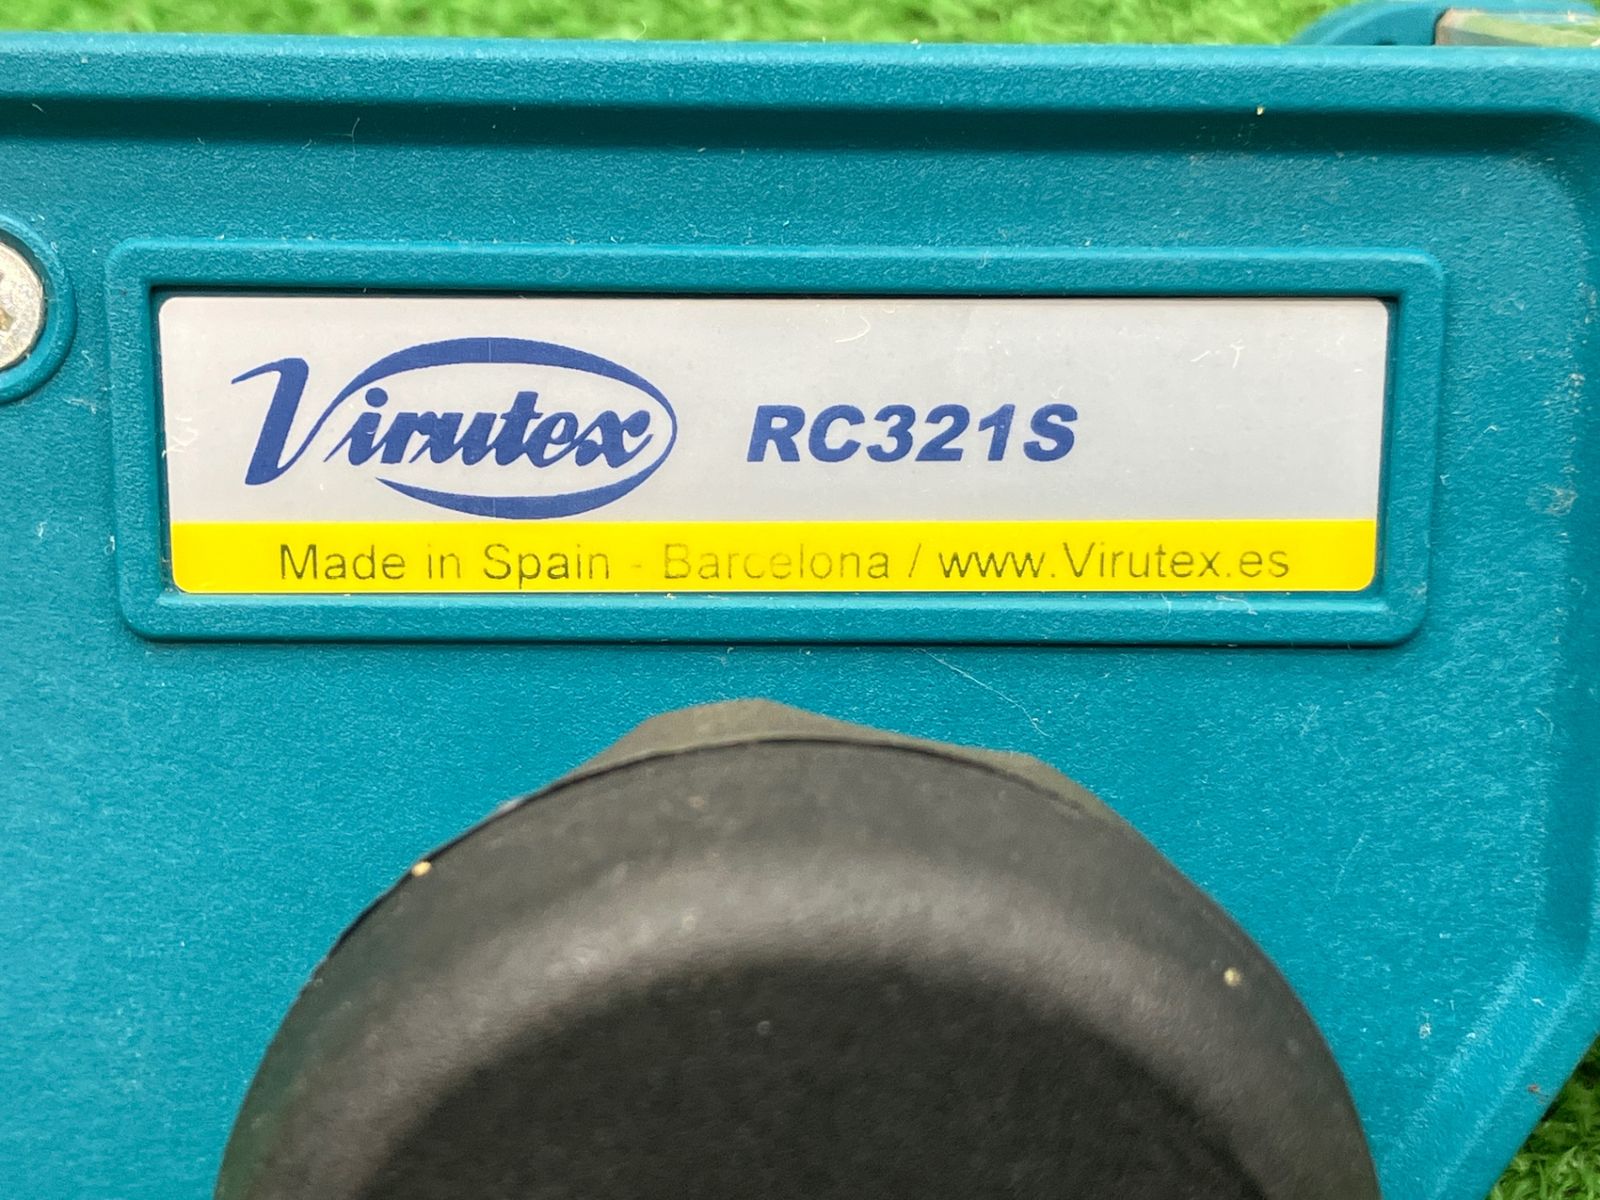 Virutex RC321S
Made in Spain - Barcelona / www.Virutex.es